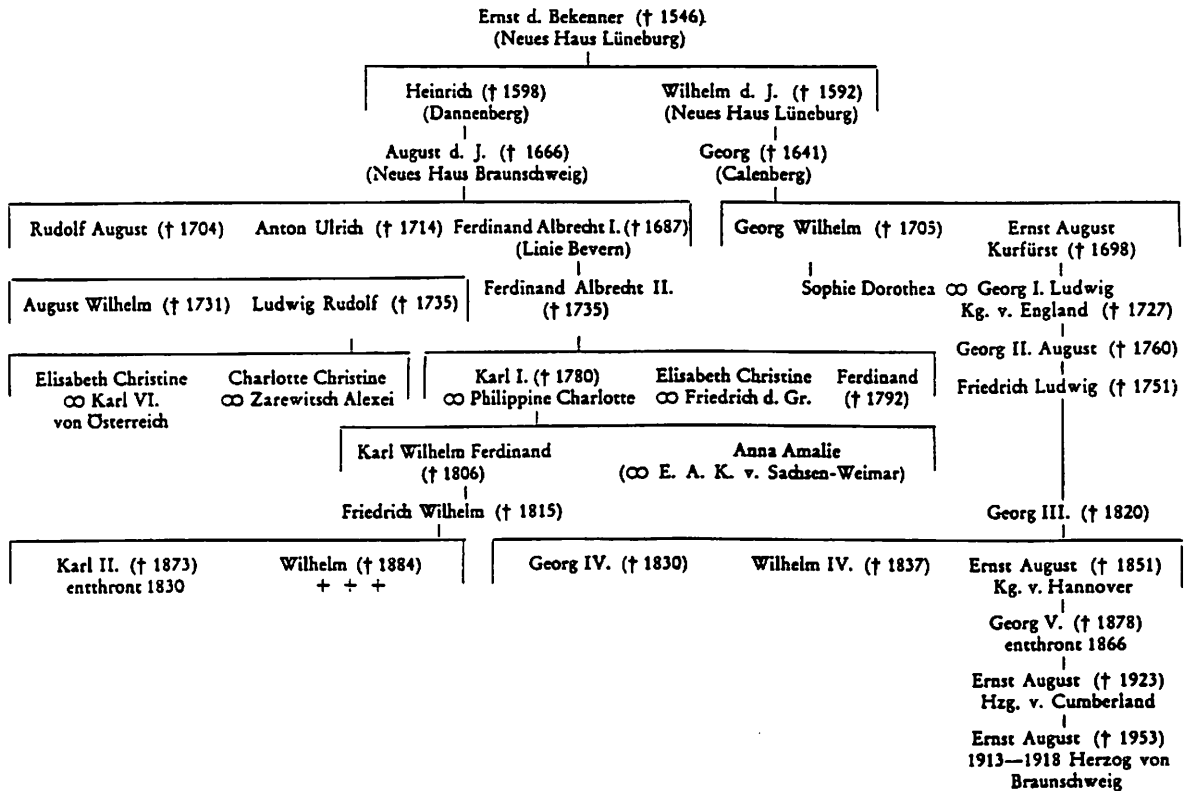 Ernst d. Bekenner († 1546)
(Neues Haus Lüneburg)
Heinrich († 1598) Wilhelm d. J. († 1592)
(Dannenberg) (Neues Haus Lüneburg)
August d. J. († 1666) Georg († 1641)
(Neues Haus Braunschweig) (Calenberg)
Rudolf August († 1704) Anton Ulrich († 1714) Ferdinand Albrecht I. († 1687) Georg Wilhelm († 1705) Ernst August
(Linie Bevern) Kurfürst († 1698)
August Wilhelm († 1731) Ludwig Rudolf († 1735) Ferdinand Albrecht II. Sophie Dorothea ∞ Georg I. Ludwig
(† 1735) Kg. v. England († 1727)
Georg II. August († 1760)
Elisabeth Christine Charlotte Christine Karl I. († 1780) Elisabeth Christine Ferdinand Friedrich Ludwig († 1751)
∞ Karl VI. ∞ Zarewitsch Alexei ∞ Philippine Charlotte ∞ Friedrich d. Gr. († 1792)
von Österreich
Karl Wilhelm Ferdinand Anna Amalie
(† 1806) (∞ E. A. K. v. Sachsen-Weimar)
Friedrich Wilhelm († 1815) Georg III. († 1820)
Karl II. († 1873) Wilhelm († 1884) Georg IV. († 1830) Wilhelm IV. († 1837) Ernst August († 1851)
entthront 1830 + ÷ + Kg. v. Hannover
Georg V. († 1878)
entthront 1866
Ernst August († 1923)
Hzg. v. Cumberland
Ernst August († 1953)
1913—1918 Herzog von
Braunschweig